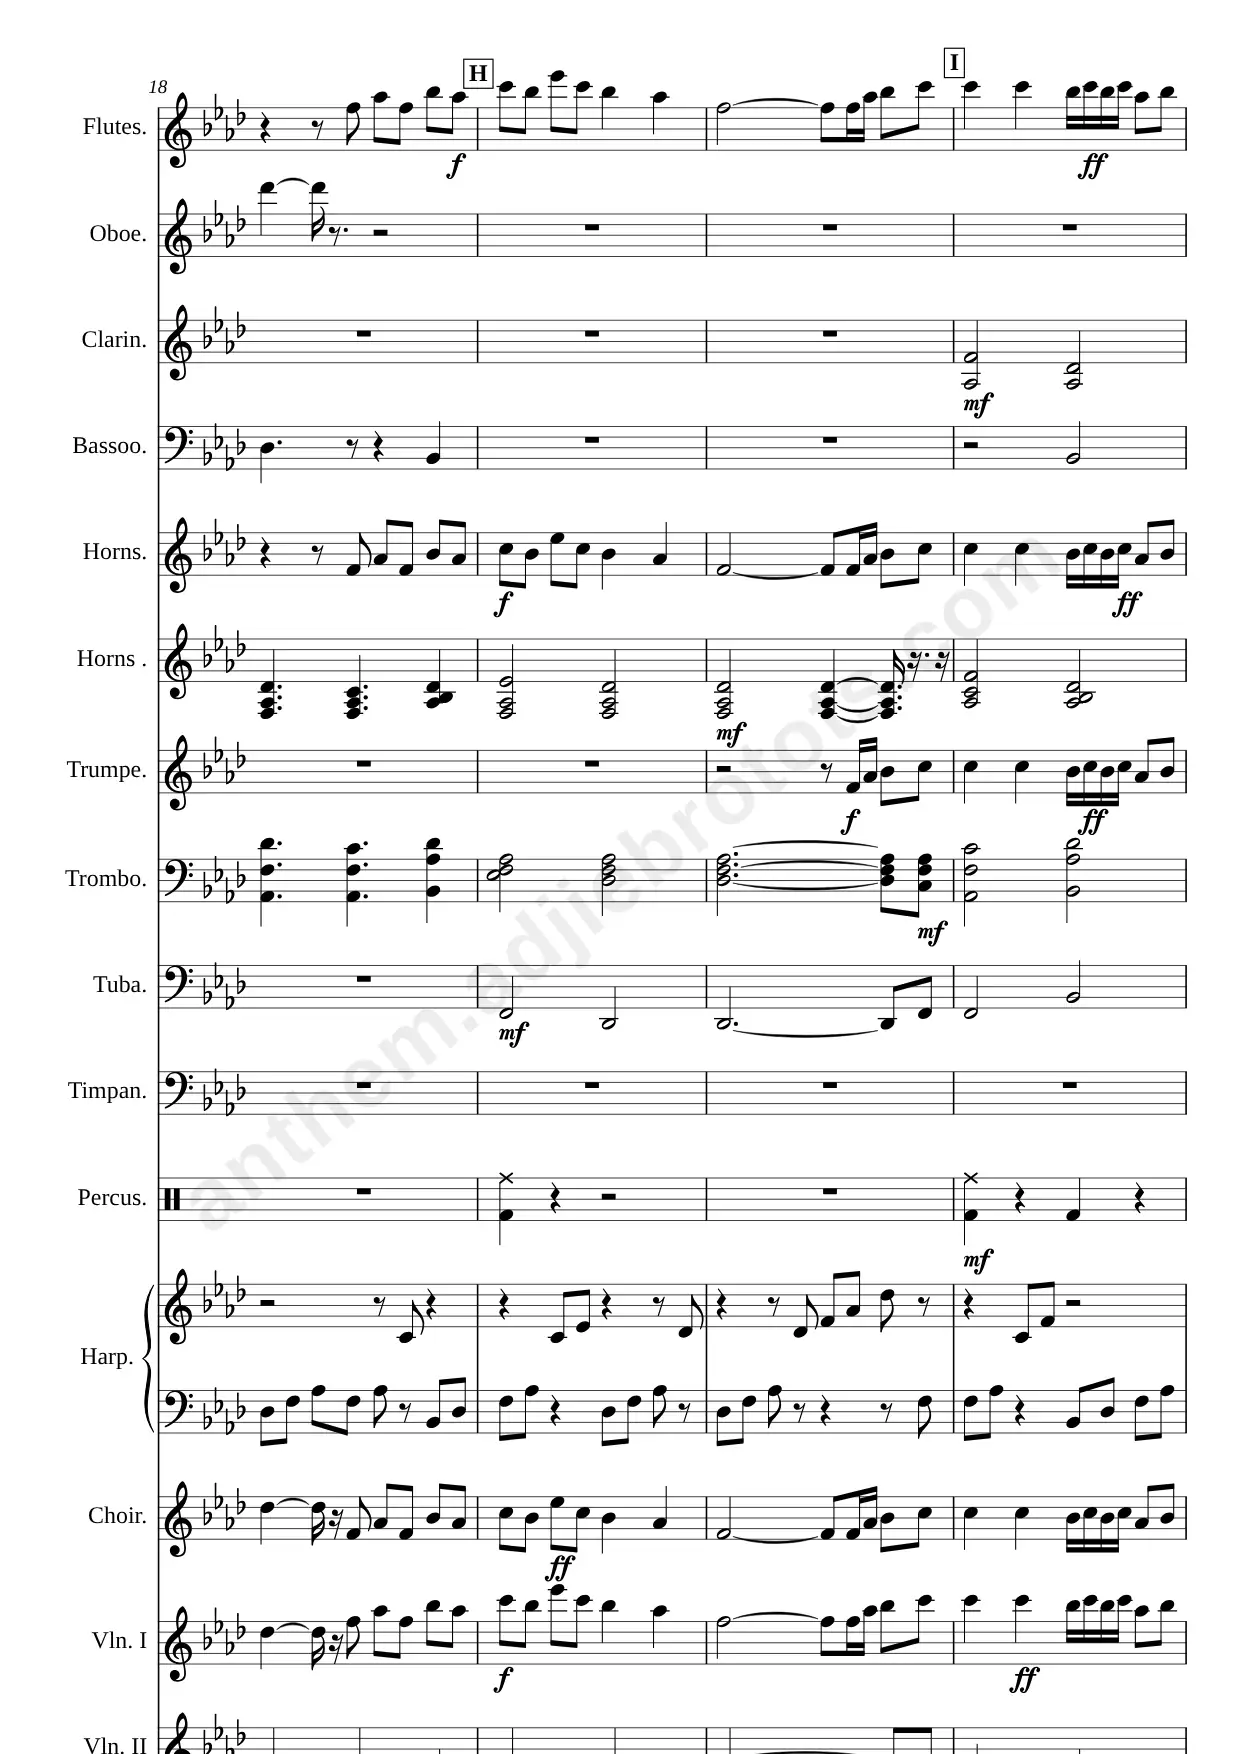 18
H
I
Flutes.
f
ff
Oboe.
Clarin.
mf
Bassoo.
Horns.
f
ff
Horns .
mf
Trumpe.
f
ff
Trombo.
mf
Tuba.
mf
Timpan.
Percus.
mf
Harp.
Choir.
ff
Vln. I
f
ff
Vln. II
anthem.adjiebrotots.com